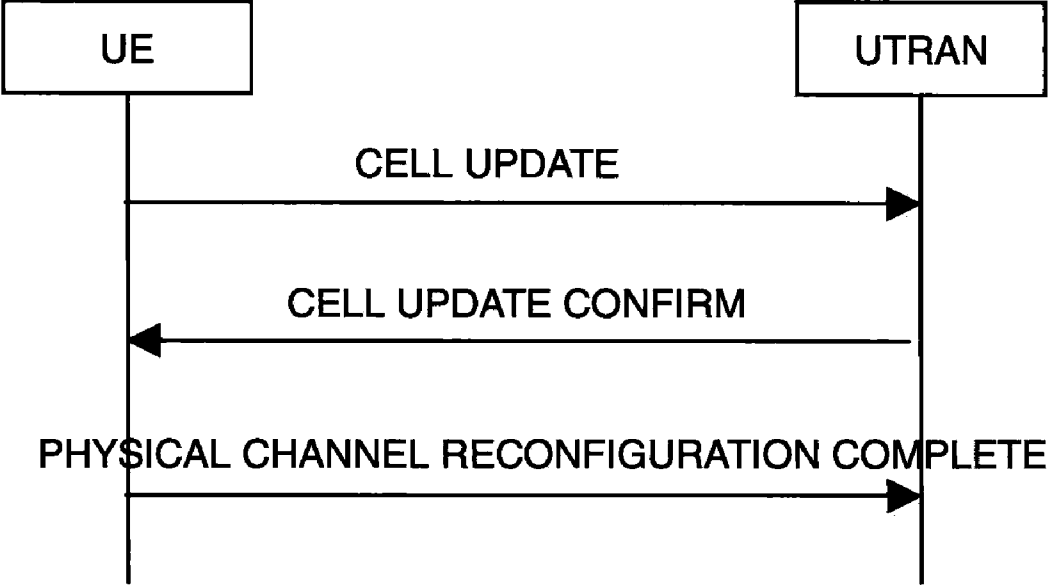 UE
UTRAN
CELL UPDATE
CELL UPDATE CONFIRM
PHYSICAL CHANNEL RECONFIGURATION COMPLETE